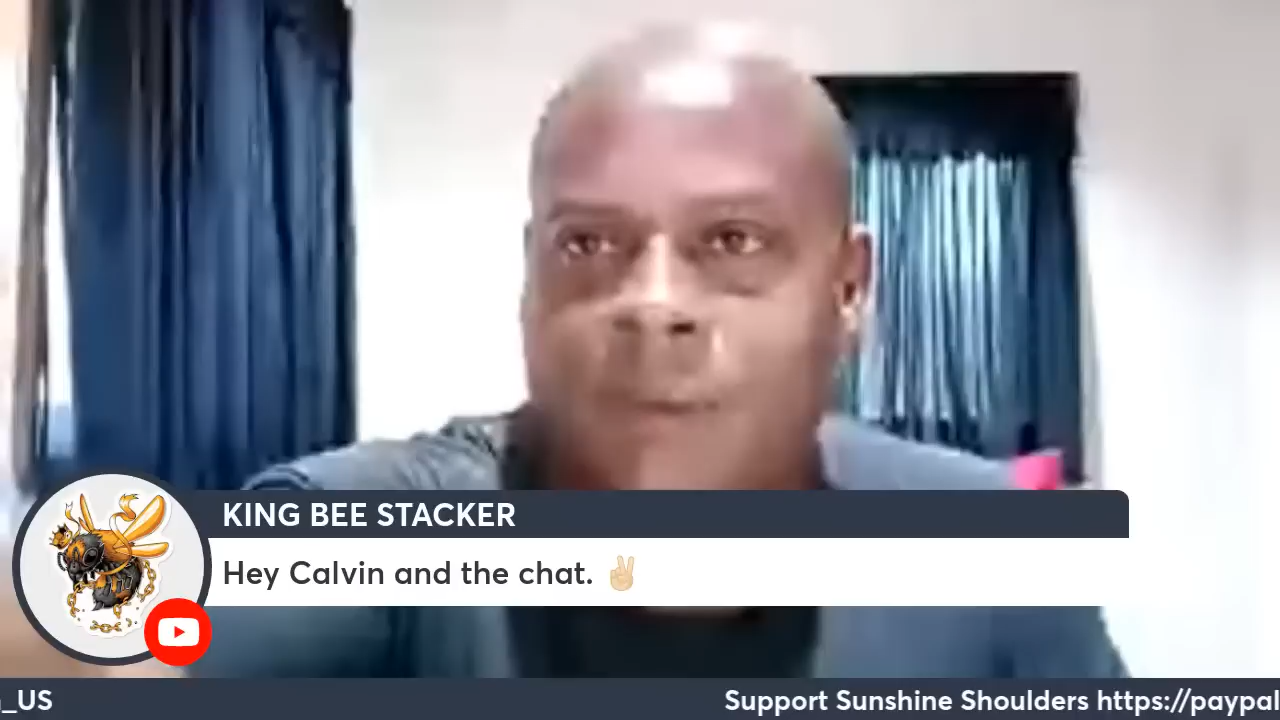 KING BEE STACKER
Hey Calvin and the chat. ✌🏼
_US
Support Sunshine Shoulders https://paypal